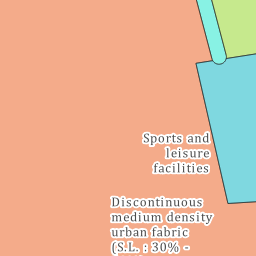 Sports and
leisure
facilities
Discontinuous
medium density
urban fabric
(S.L. : 30% -